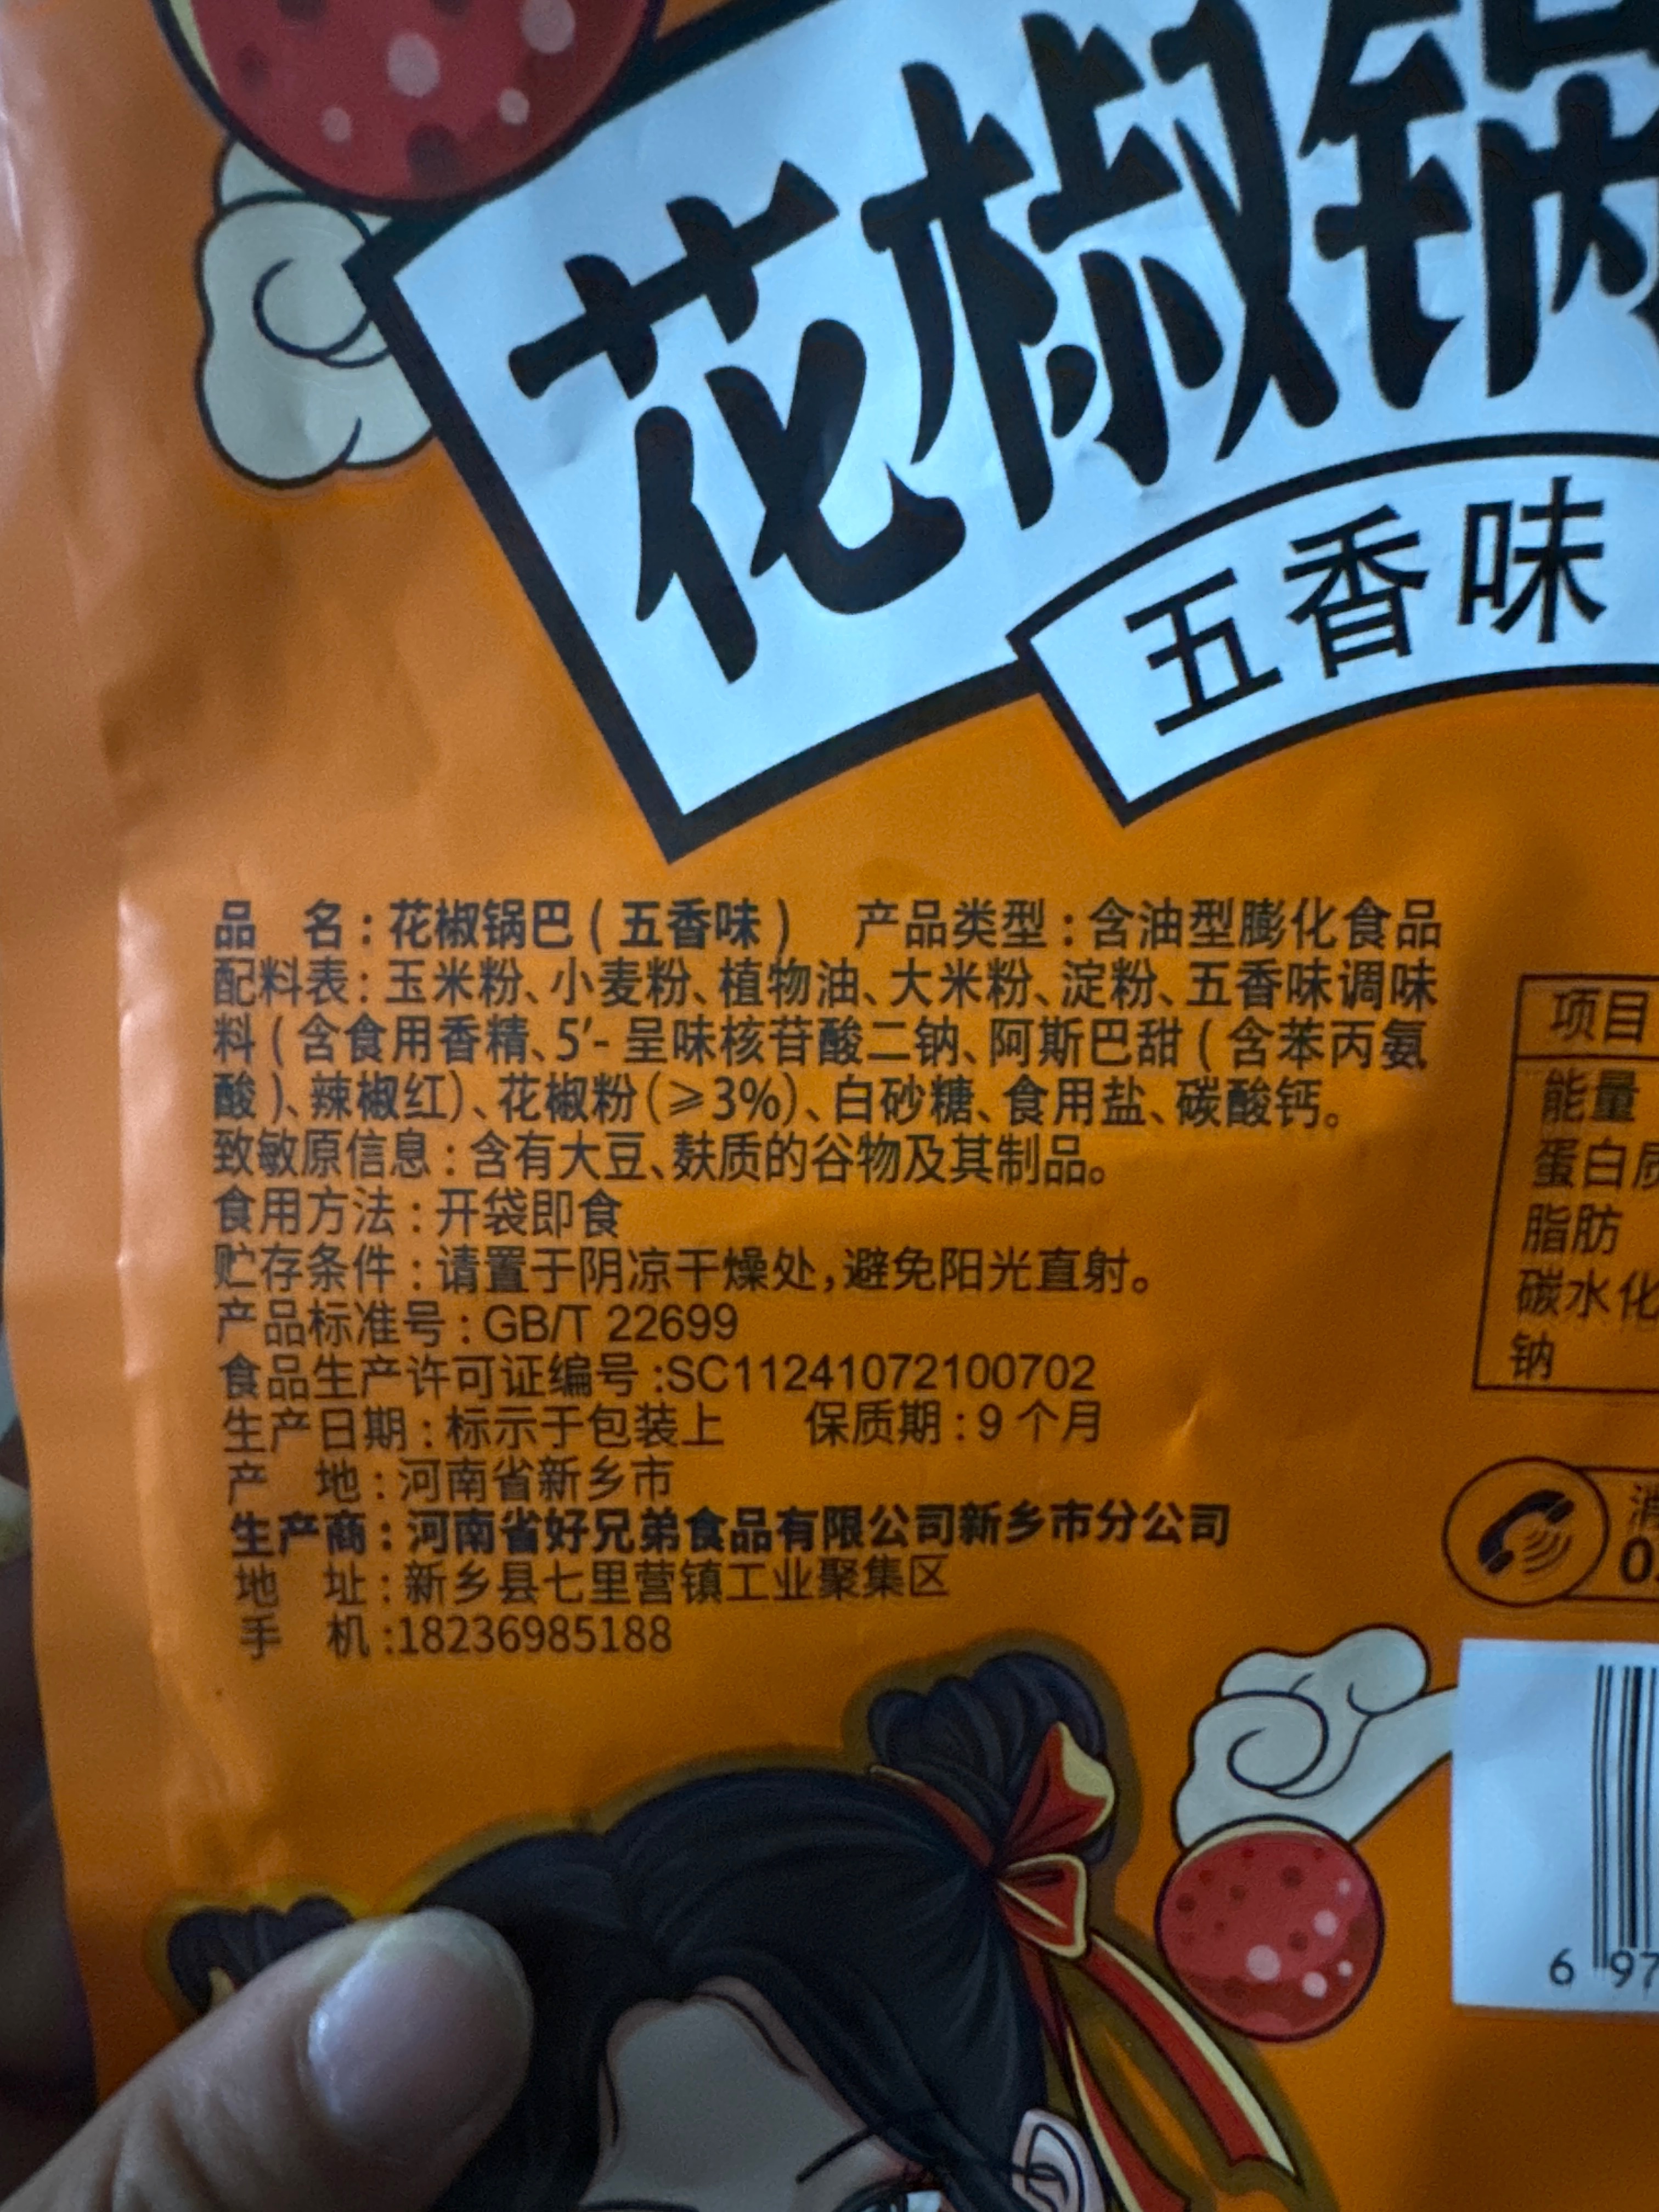 花椒锅
五香味
品 名：花椒锅巴（五香味） 产品类型：含油型膨化食品
配料表：玉米粉、小麦粉、植物油、大米粉、淀粉、五香味调味
料（含食用香精、5′-呈味核苷酸二钠、阿斯巴甜（含苯丙氨
酸）、辣椒红）、花椒粉（≥3%）、白砂糖、食用盐、碳酸钙。
致敏原信息：含有大豆、麸质的谷物及其制品。
食用方法：开袋即食
贮存条件：请置于阴凉干燥处，避免阳光直射。
产品标准号：GB/T 22699
食品生产许可证编号:SC11241072100702
生产日期：标示于包装上 保质期：9个月
产 地：河南省新乡市
生产商：河南省好兄弟食品有限公司新乡市分公司
地 址：新乡县七里营镇工业聚集区
手 机:18236985188
项目
能量
蛋白质
脂肪
碳水化
钠
消
0
6 97